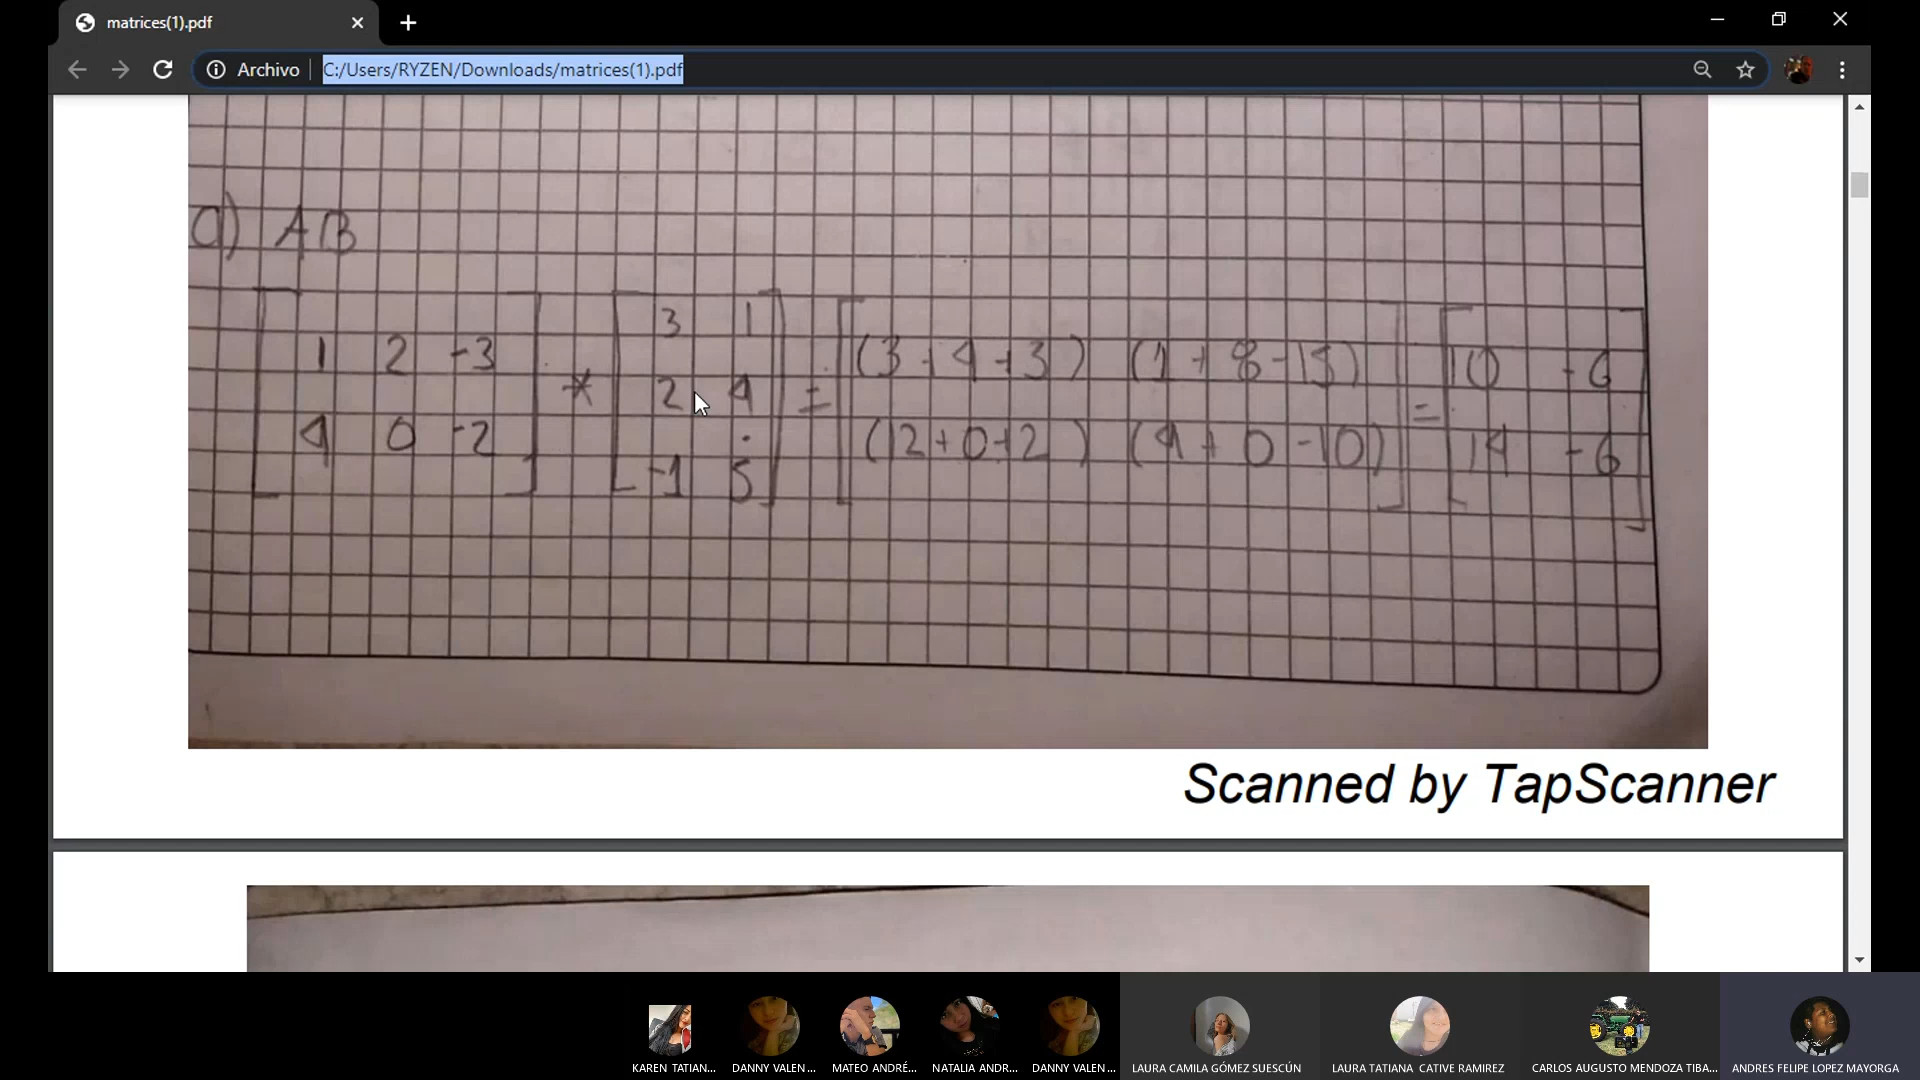 matrices(1).pdf
Archivo C:/Users/RYZEN/Downloads/matrices(1).pdf
a) AB
[ 1 2 -3 ] * [ 3 1 ] = [ (3+4+3) (1+8-15) ] = [ 10 -6 ]
[ 4 0 -2 ] [ 2 4 ] [ (12+0+2) (4+0-10) ] [ 14 -6 ]
[ -1 5 ]
Scanned by TapScanner
KAREN TATIAN... DANNY VALEN... MATEO ANDRÉ... NATALIA ANDR... DANNY VALEN... LAURA CAMILA GÓMEZ SUESCÚN LAURA TATIANA CATIVE RAMIREZ CARLOS AUGUSTO MENDOZA TIBA... ANDRES FELIPE LOPEZ MAYORGA